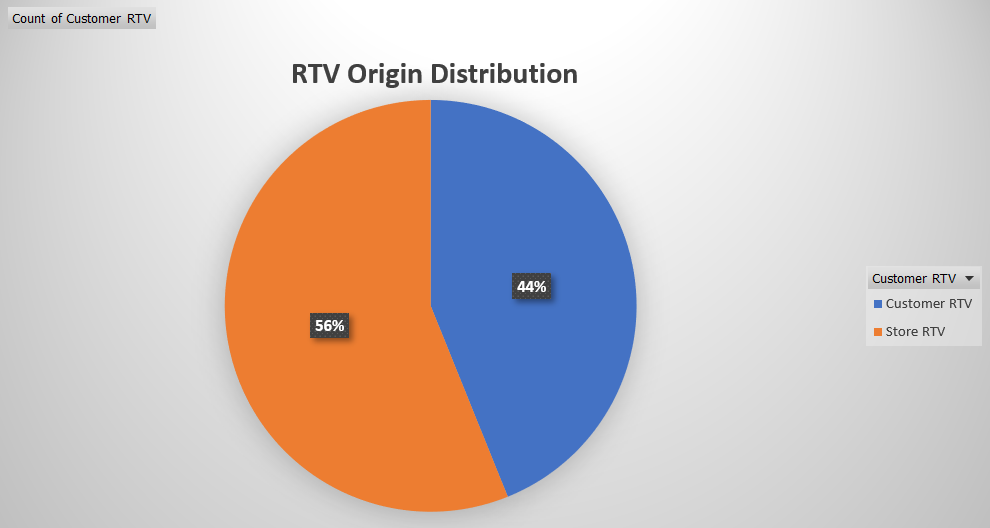 Count of Customer RTV
RTV Origin Distribution
44%
56%
Customer RTV
Customer RTV
Store RTV